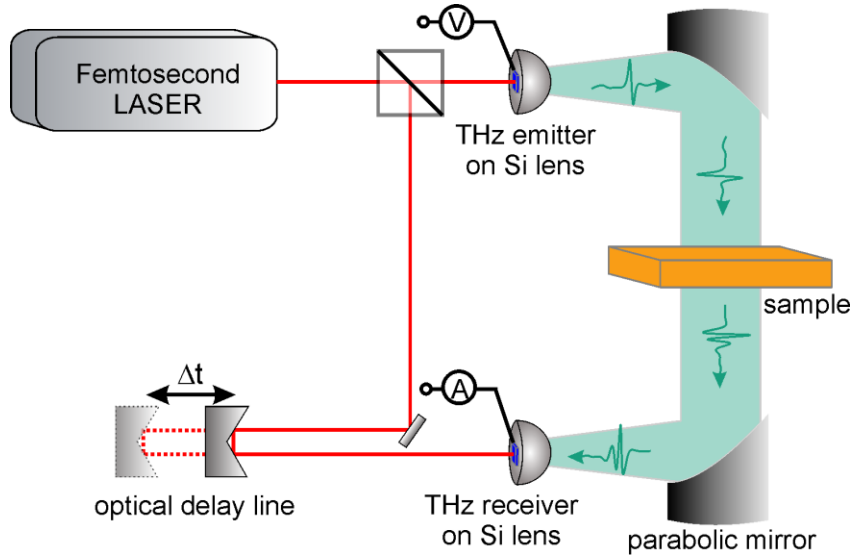 Femtosecond
LASER
V
THz emitter
on Si lens
sample
Δt
A
optical delay line
THz receiver
on Si lens
parabolic mirror